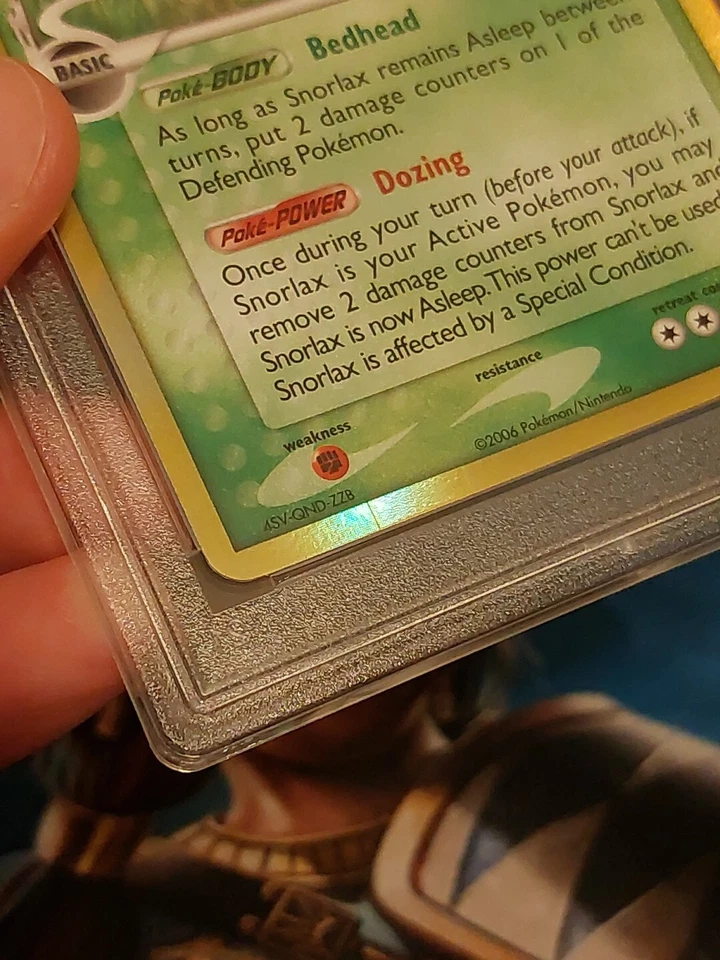 BASIC
Poké-BODY Bedhead
As long as Snorlax remains Asleep between
turns, put 2 damage counters on 1 of the
Defending Pokémon.
Poké-POWER Dozing
Once during your turn (before your attack), if
Snorlax is your Active Pokémon, you may
remove 2 damage counters from Snorlax and
Snorlax is now Asleep. This power can't be used
Snorlax is affected by a Special Condition.
weakness resistance retreat co
4SV-QND-ZZB ©2006 Pokémon/Nintendo